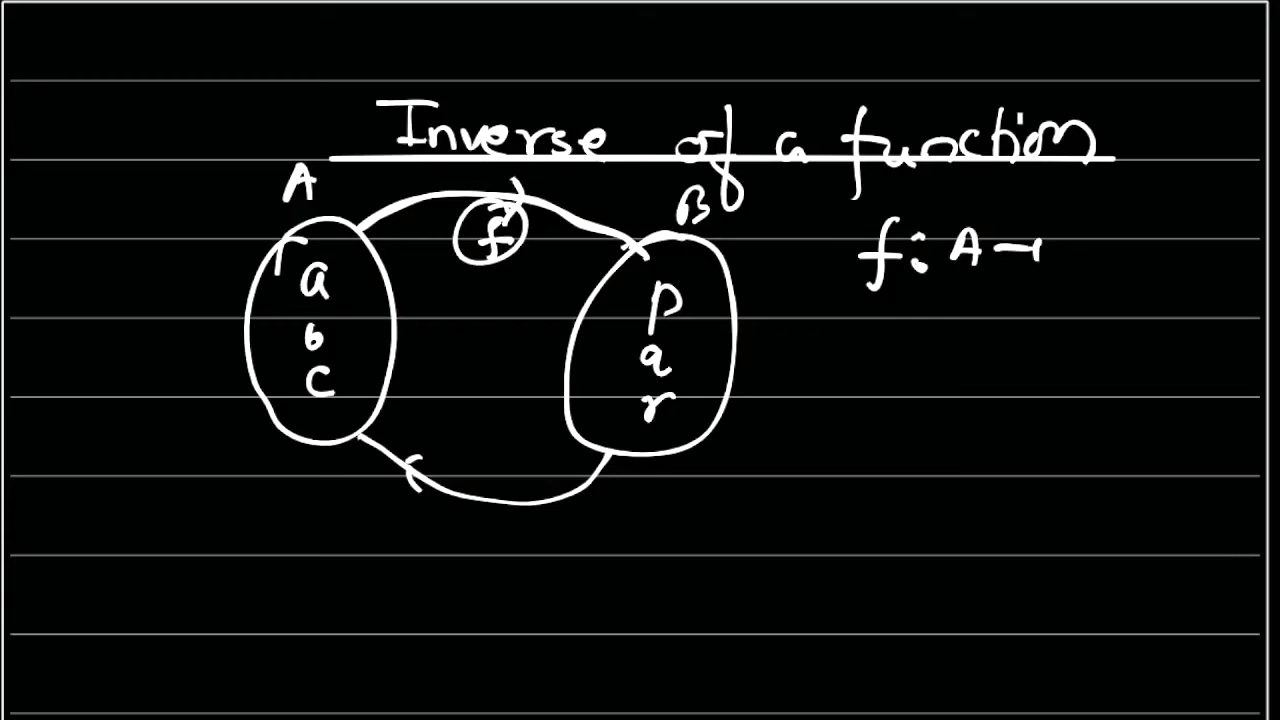 Inverse of a function
A
B
f
f: A →
a
b
c
p
q
r